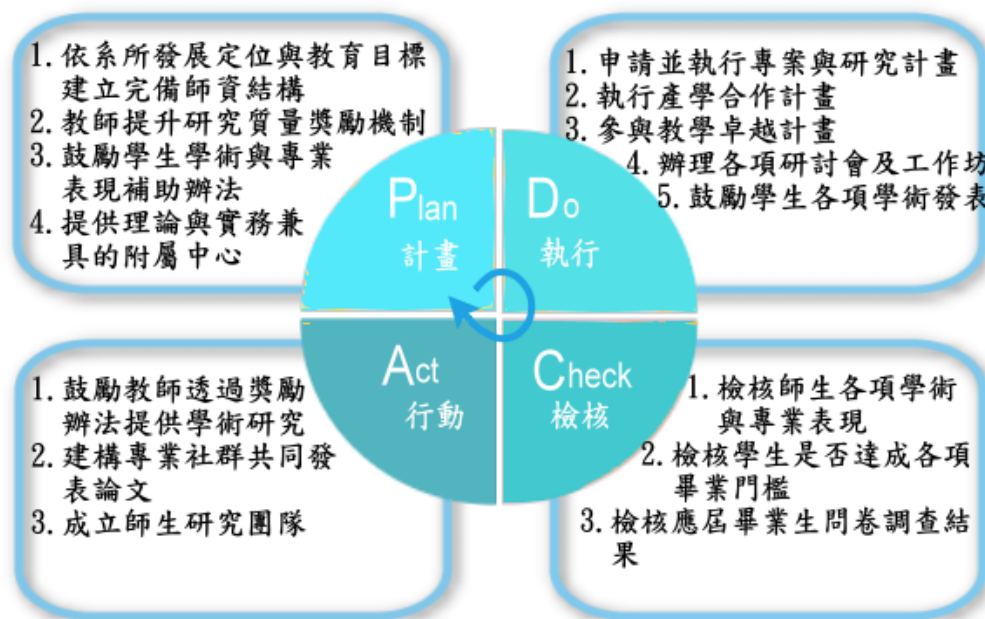 1. 依系所發展定位與教育目標
建立完備師資結構
2. 教師提升研究質量獎勵機制
3. 鼓勵學生學術與專業
表現補助辦法
4. 提供理論與實務兼
具的附屬中心
1. 申請並執行專案與研究計畫
2. 執行產學合作計畫
3. 參與教學卓越計畫
4. 辦理各項研討會及工作坊
5. 鼓勵學生各項學術發表
Plan
計畫
Do
執行
Act
行動
Check
檢核
1. 鼓勵教師透過獎勵
辦法提供學術研究
2. 建構專業社群共同發
表論文
3. 成立師生研究團隊
1. 檢核師生各項學術
與專業表現
2. 檢核學生是否達成各項
畢業門檻
3. 檢核應屆畢業生問卷調查結
果